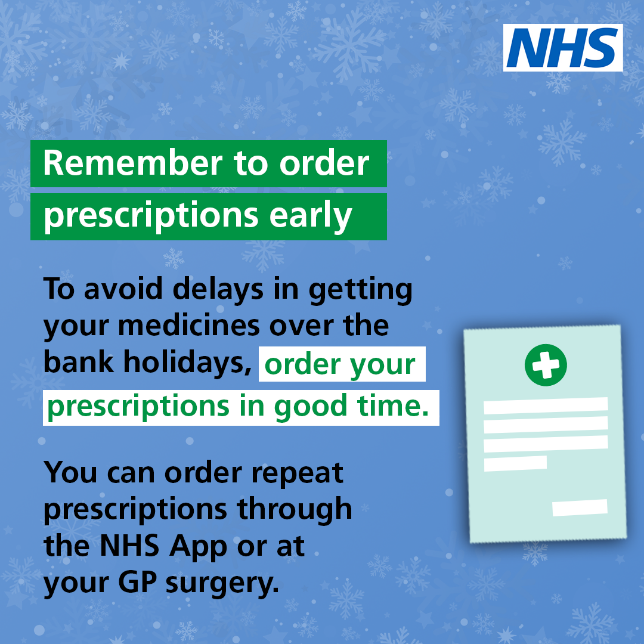 NHS
Remember to order
prescriptions early
To avoid delays in getting
your medicines over the
bank holidays, order your
prescriptions in good time.
You can order repeat
prescriptions through
the NHS App or at
your GP surgery.